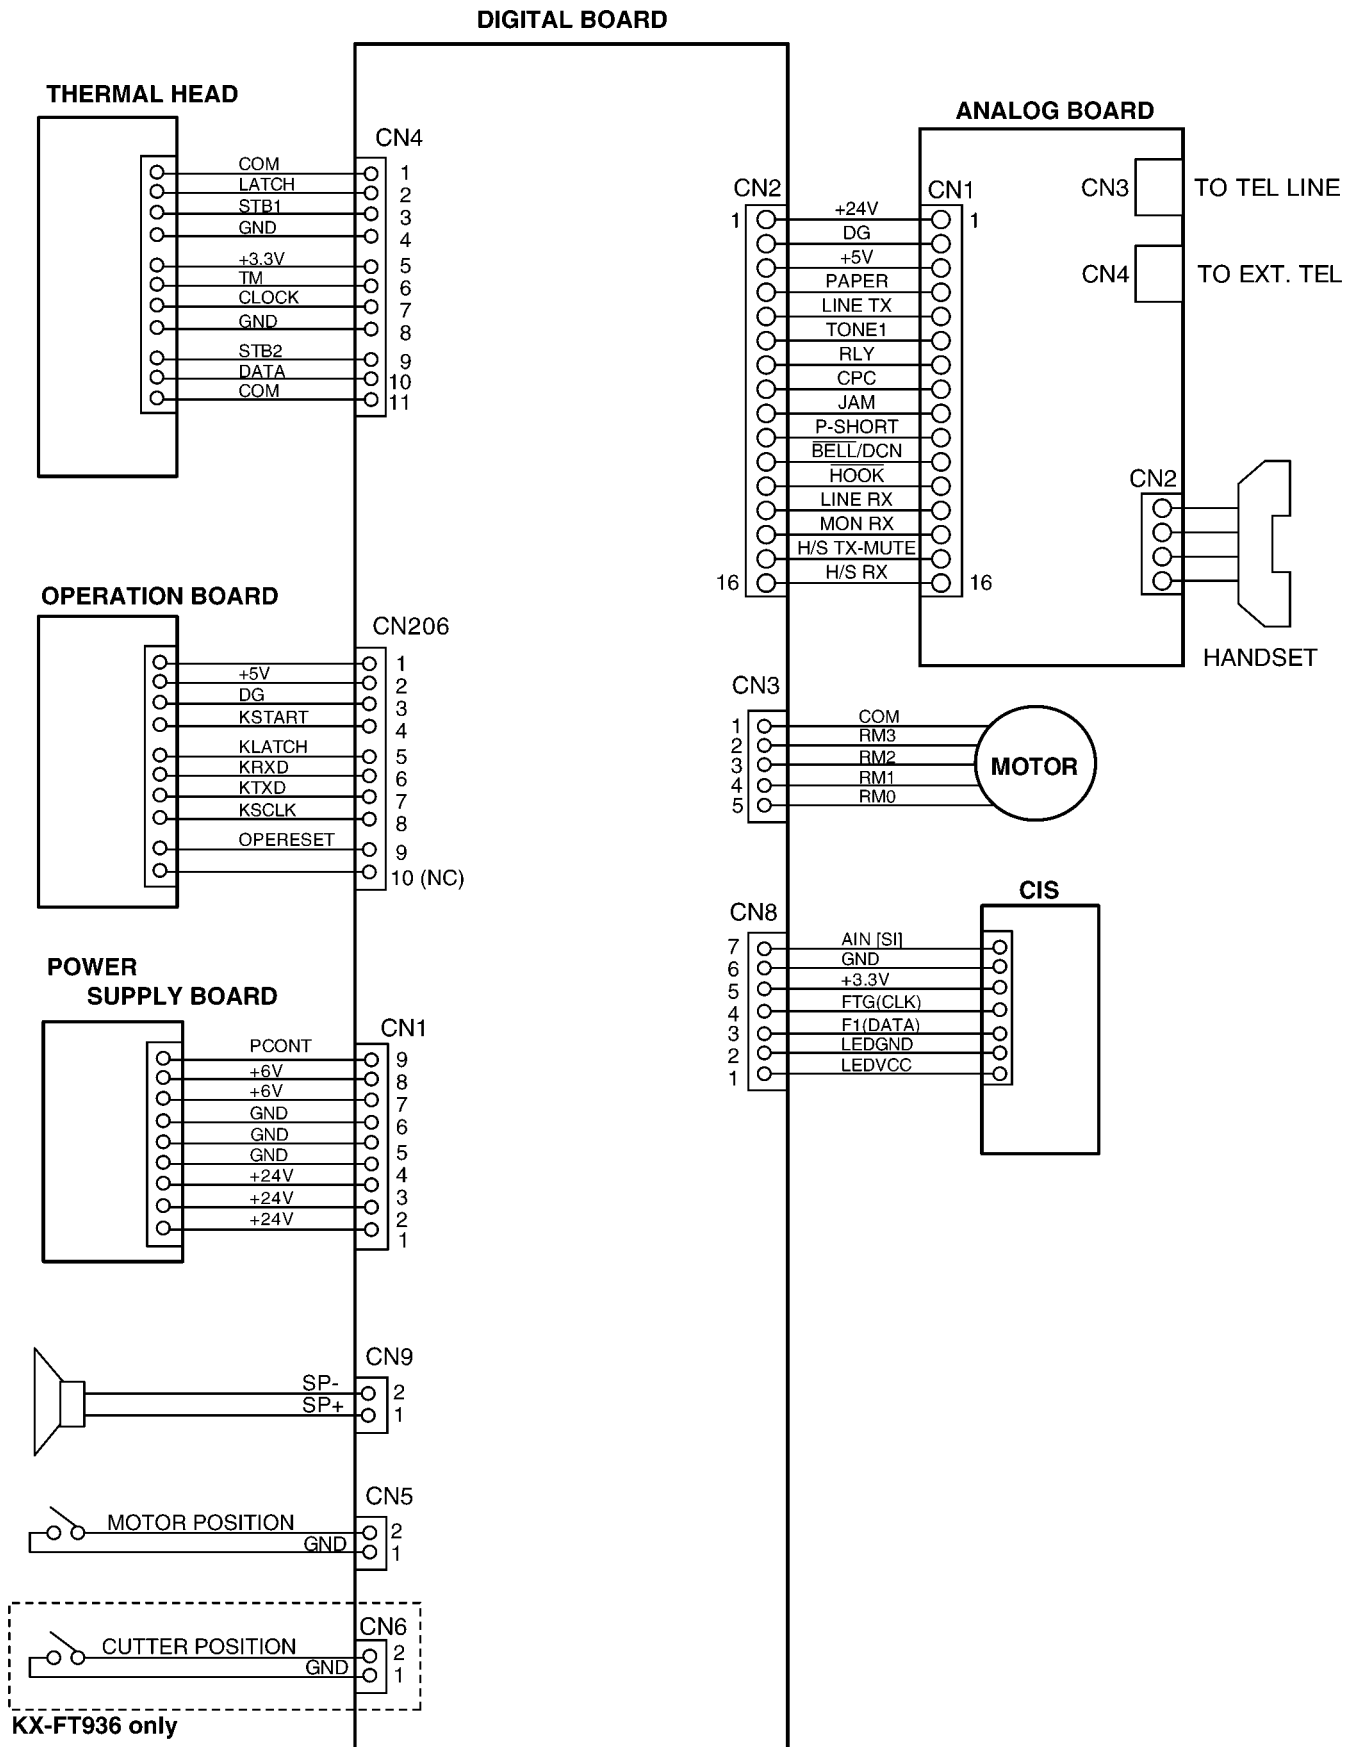 DIGITAL BOARD
THERMAL HEAD
CN4
COM 1
LATCH 2
STB1 3
GND 4
+3.3V 5
TM 6
CLOCK 7
GND 8
STB2 9
DATA 10
COM 11
ANALOG BOARD
CN3 TO TEL LINE
CN4 TO EXT. TEL
CN2 CN1
1 +24V 1
DG
+5V
PAPER
LINE TX
TONE1
RLY
CPC
JAM
P-SHORT
BELL/DCN
HOOK
LINE RX
MON RX
H/S TX-MUTE
16 H/S RX 16
CN2
HANDSET
OPERATION BOARD
CN206
1
+5V 2
DG 3
KSTART 4
KLATCH 5
KRXD 6
KTXD 7
KSCLK 8
OPERESET 9
10 (NC)
CN3
1 COM
2 RM3
3 RM2
4 RM1
5 RM0
MOTOR
CIS
CN8
7 AIN [SI]
6 GND
5 +3.3V
4 FTG(CLK)
3 F1(DATA)
2 LEDGND
1 LEDVCC
POWER
SUPPLY BOARD
CN1
PCONT 9
+6V 8
+6V 7
GND 6
GND 5
GND 4
+24V 3
+24V 2
+24V 1
CN9
SP- 2
SP+ 1
CN5
MOTOR POSITION 2
GND 1
CN6
CUTTER POSITION 2
GND 1
KX-FT936 only